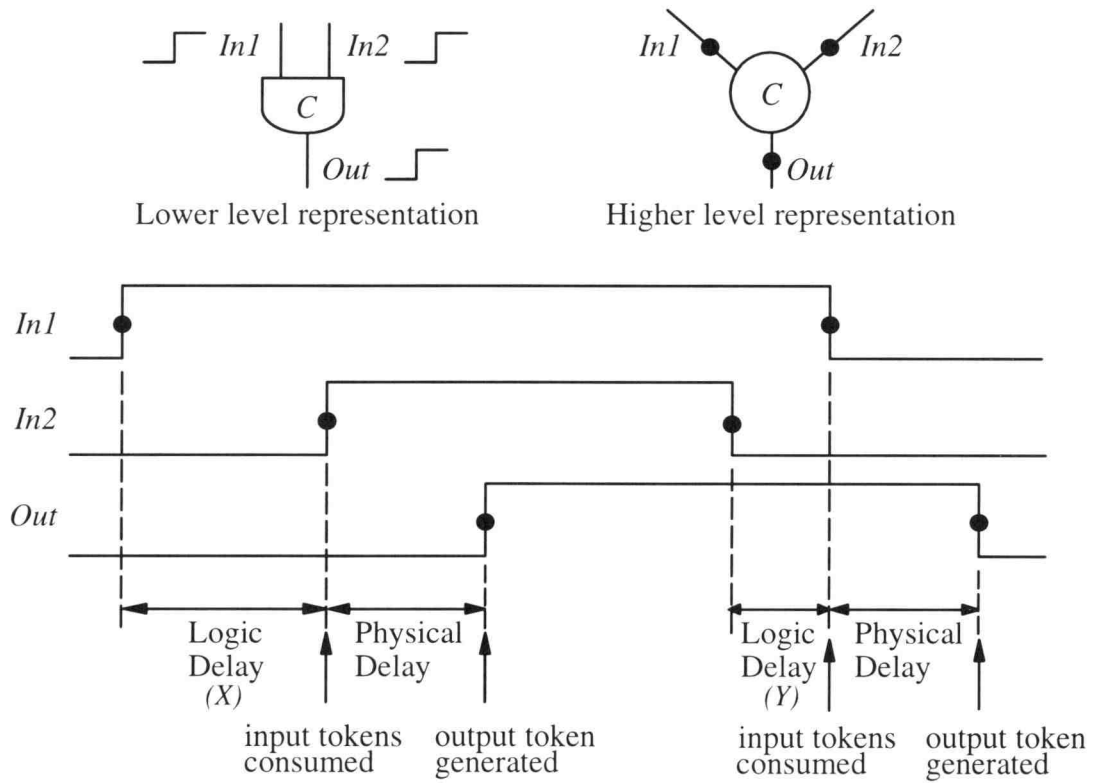 In1 In2
C
Out
Lower level representation
In1 In2
C
Out
Higher level representation
In1
In2
Out
Logic
Delay
(X)
Physical
Delay
Logic
Delay
(Y)
Physical
Delay
input tokens
consumed
output token
generated
input tokens
consumed
output token
generated